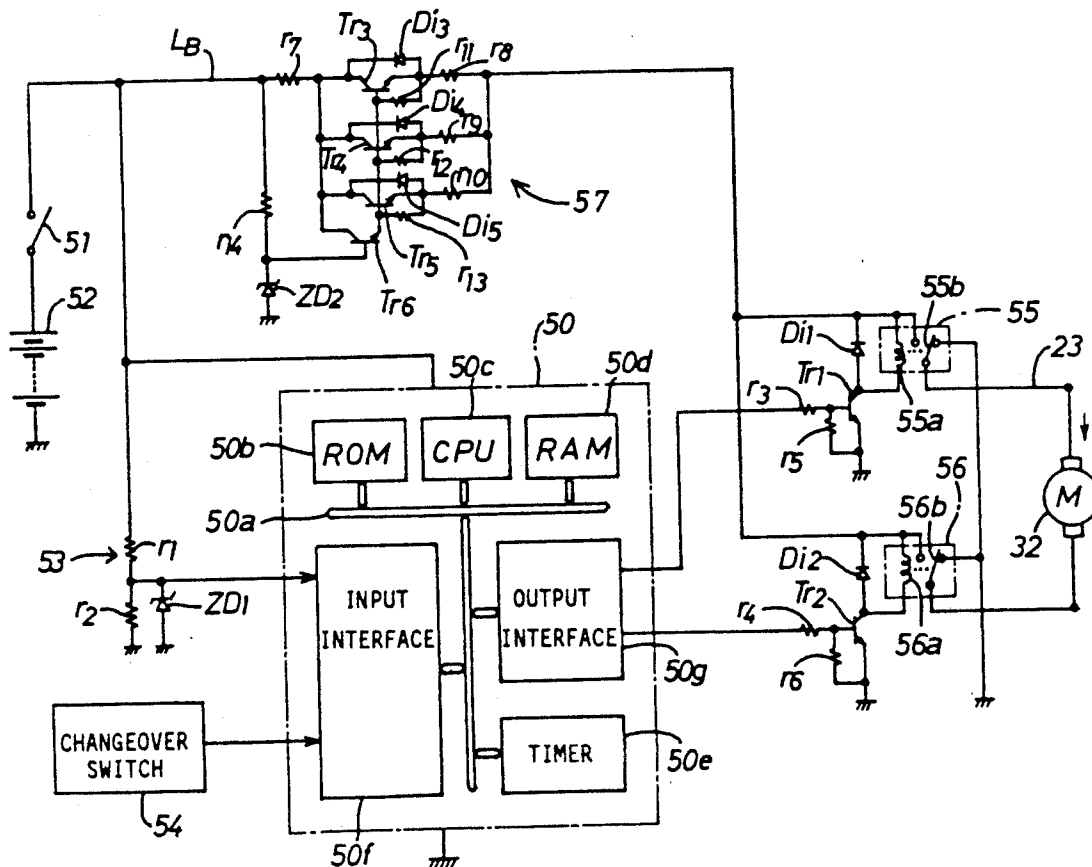 Tr3
Di3
LB
r7
r11
r8
Di4
r9
Tr4
r12
r10
57
51
r14
Di5
Tr5
r13
ZD2
Tr6
52
55b
55
50
Di1
23
50c
50d
Tr1
r3
55a
50b
ROM
CPU
RAM
r5
50a
56
56b
M
53
r1
Di2
32
r2
ZD1
INPUT
INTERFACE
OUTPUT
INTERFACE
Tr2
r4
56a
50g
r6
CHANGEOVER
SWITCH
TIMER
50e
54
50f